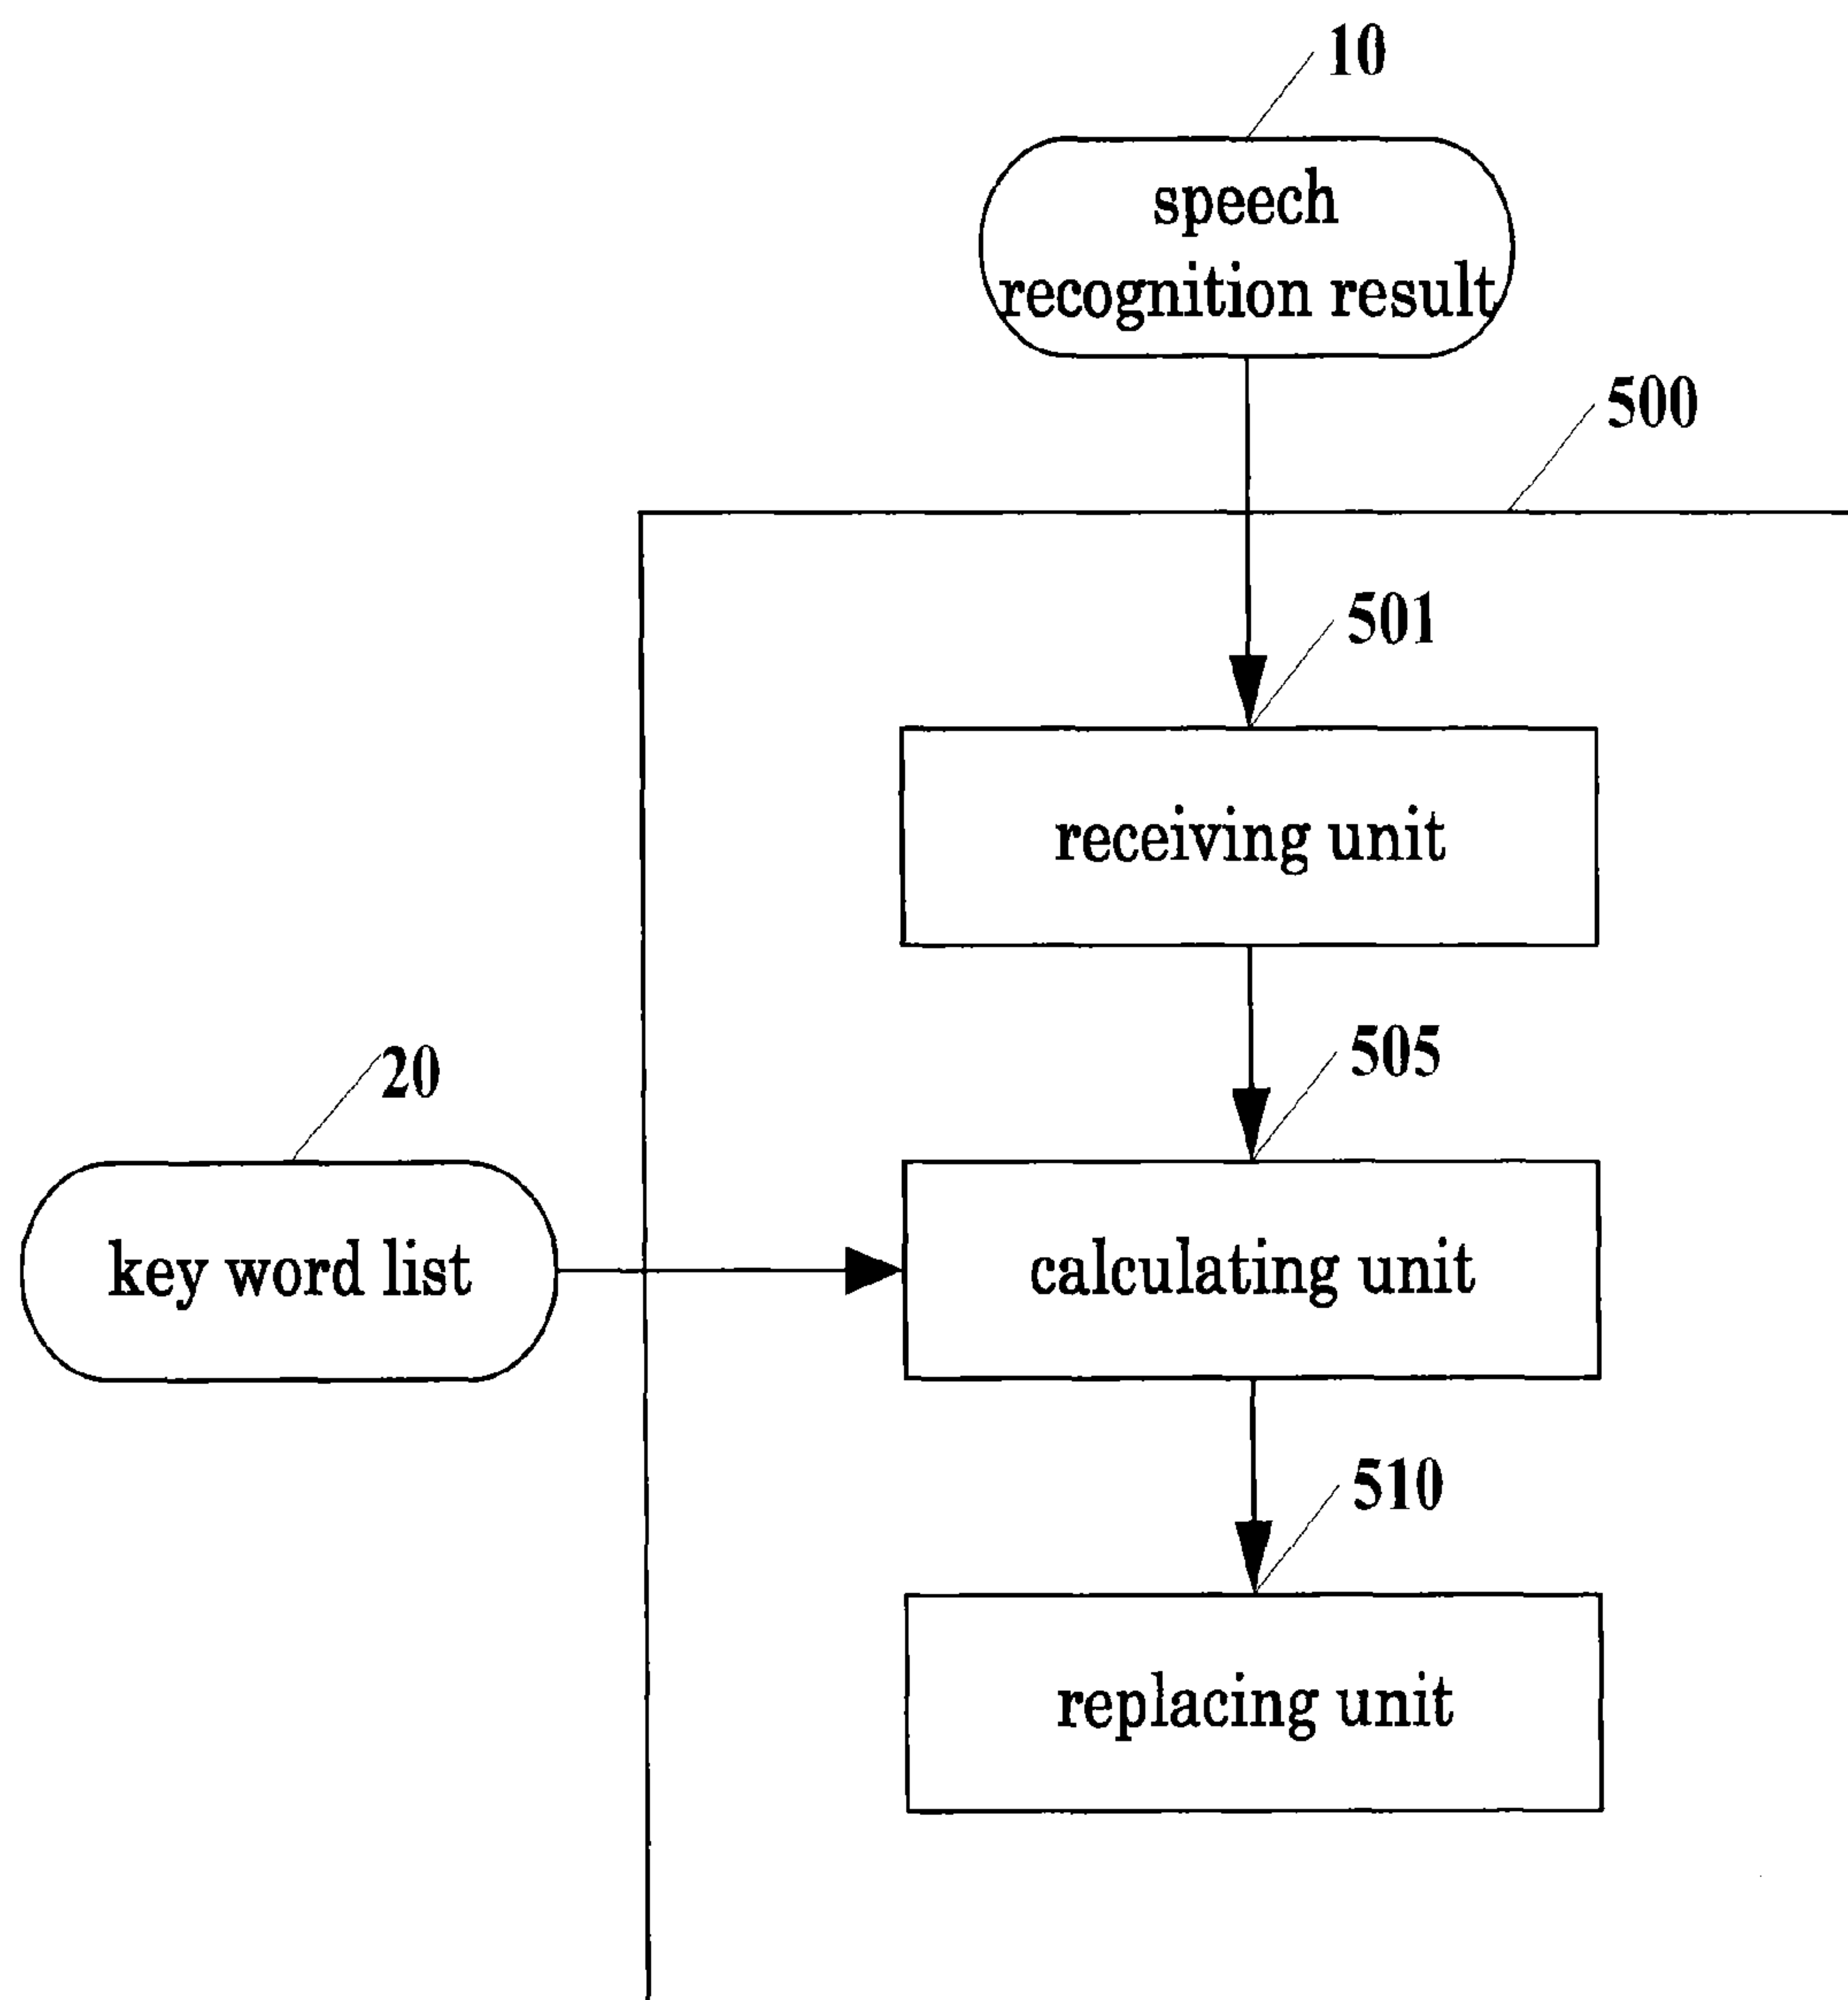 10
speech
recognition result
500
501
receiving unit
20
505
key word list
calculating unit
510
replacing unit